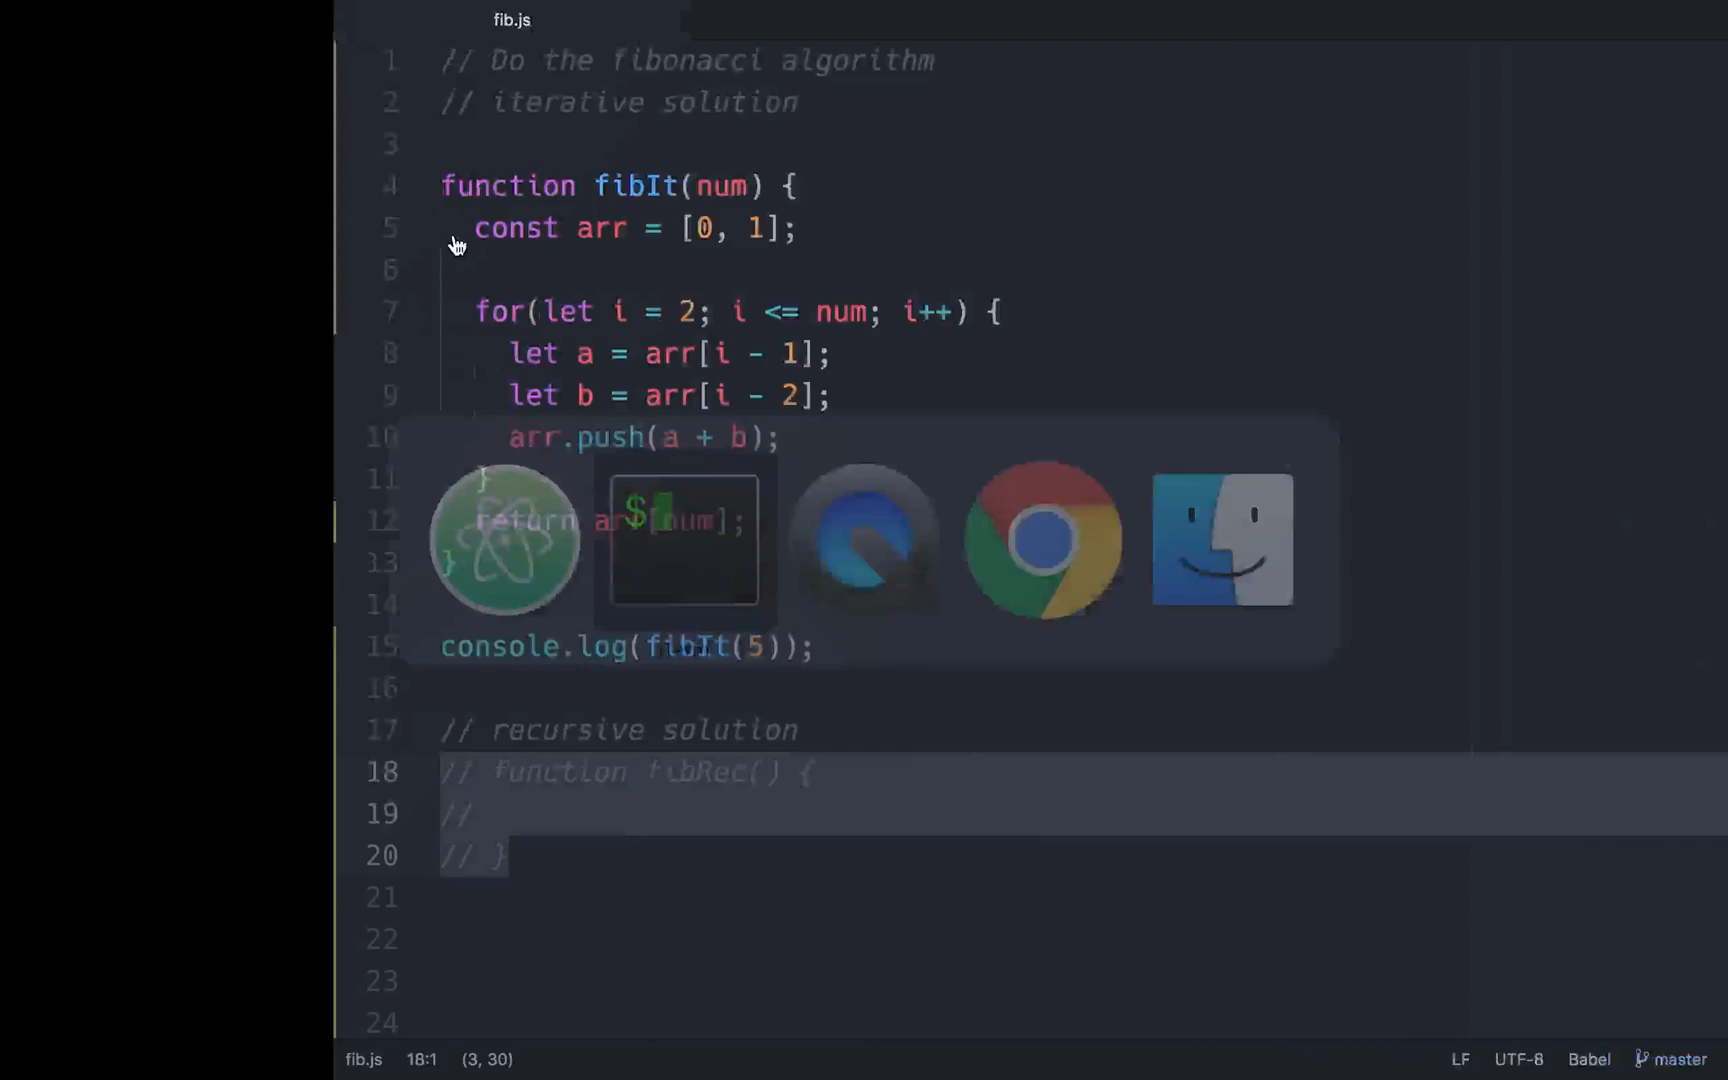 fib.js
1 // Do the fibonacci algorithm
2 // iterative solution
3
4 function fibIt(num) {
5 const arr = [0, 1];
6
7 for(let i = 2; i <= num; i++) {
8 let a = arr[i - 1];
9 let b = arr[i - 2];
10 arr.push(a + b);
11 }
12 return arr[num];
$
13 }
14
15 console.log(fibIt(5));
16
17 // recursive solution
18 // function fibRec() {
19 //
20 // }
21
22
23
24
fib.js 18:1 (3, 30) LF UTF-8 Babel master